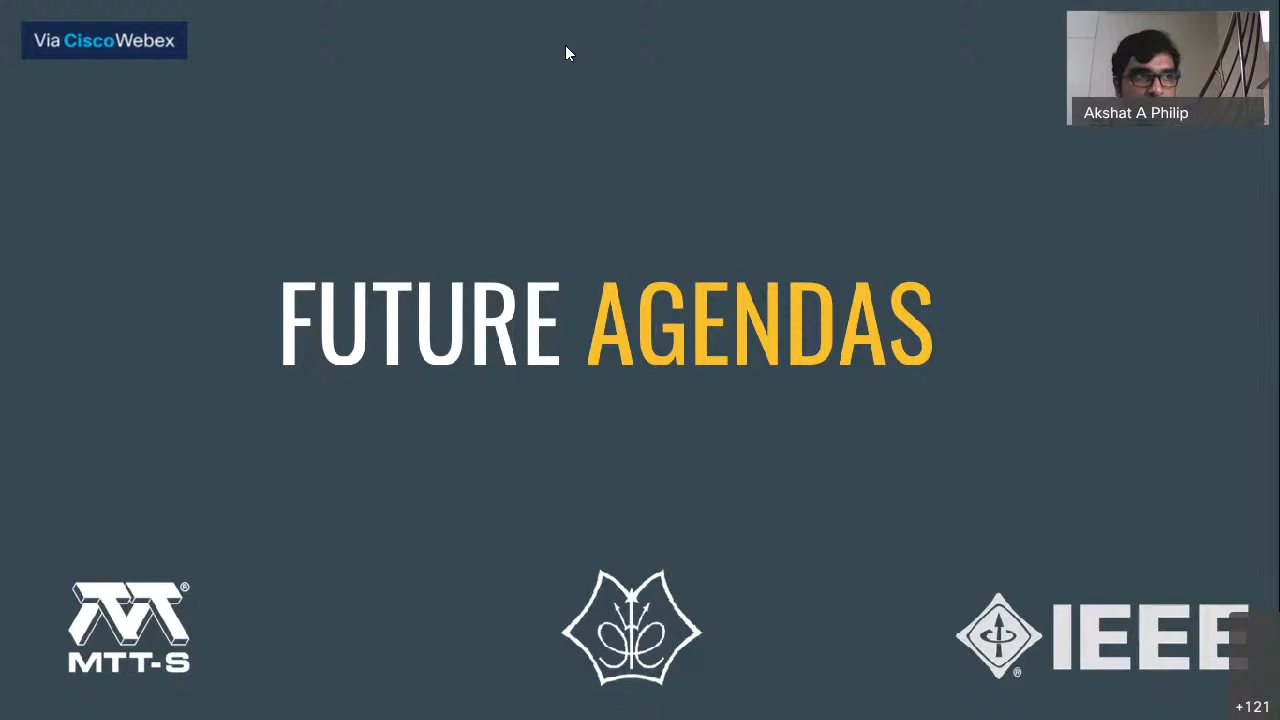 Via CiscoWebex
Akshat A Philip
FUTURE AGENDAS
MTT-S
®
IEEE
®
+121